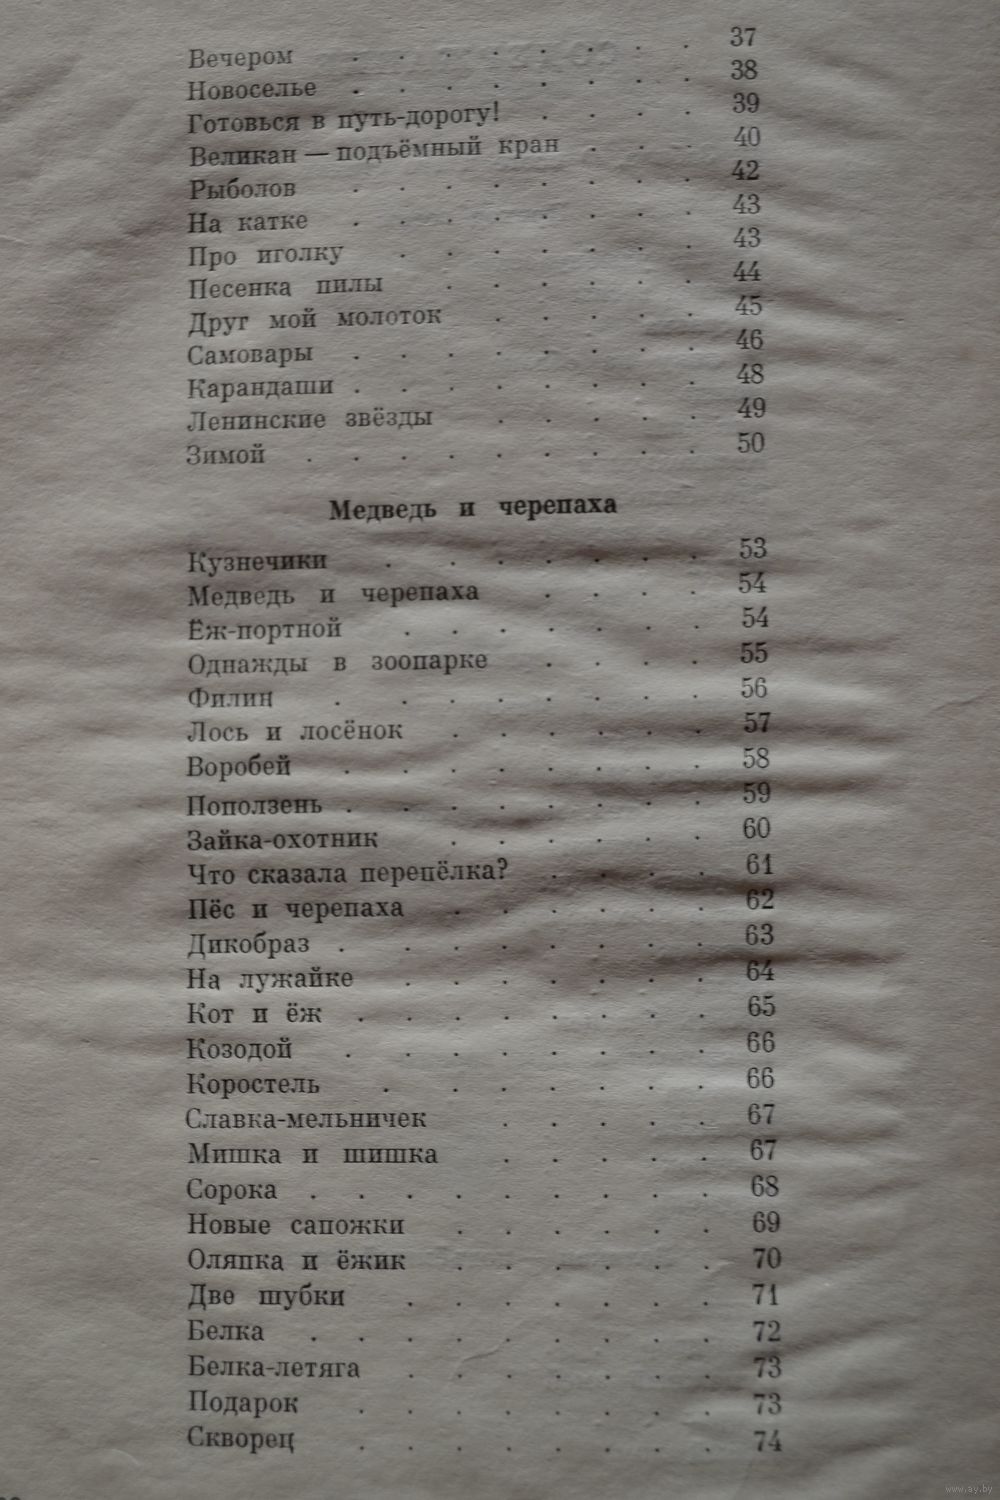 Вечером . . . . . . . . 37
Новоселье . . . . . . . . 38
Готовься в путь-дорогу! . . . . 39
Великан — подъёмный кран . . . 40
Рыболов . . . . . . . . 42
На катке . . . . . . . . 43
Про иголку . . . . . . . 43
Песенка пилы . . . . . . 44
Друг мой молоток . . . . . 45
Самовары . . . . . . . . 46
Карандаши . . . . . . . . 48
Ленинские звёзды . . . . . 49
Зимой . . . . . . . . . 50
Медведь и черепаха
Кузнечики . . . . . . . 53
Медведь и черепаха . . . . 54
Ёж-портной . . . . . . . 54
Однажды в зоопарке . . . . 55
Филин . . . . . . . . 56
Лось и лосёнок . . . . . . 57
Воробей . . . . . . . . 58
Поползень . . . . . . . . 59
Зайка-охотник . . . . . . 60
Что сказала перепёлка? . . . . 61
Пёс и черепаха . . . . . . 62
Дикобраз . . . . . . . . 63
На лужайке . . . . . . . 64
Кот и ёж . . . . . . . . 65
Козодой . . . . . . . . 66
Коростель . . . . . . . 66
Славка-мельничек . . . . . 67
Мишка и шишка . . . . . 67
Сорока . . . . . . . . . 68
Новые сапожки . . . . . . 69
Оляпка и ёжик . . . . . . 70
Две шубки . . . . . . . 71
Белка . . . . . . . . . 72
Белка-летяга . . . . . . . 73
Подарок . . . . . . . . 73
Скворец . . . . . . . . 74
www.ay.by